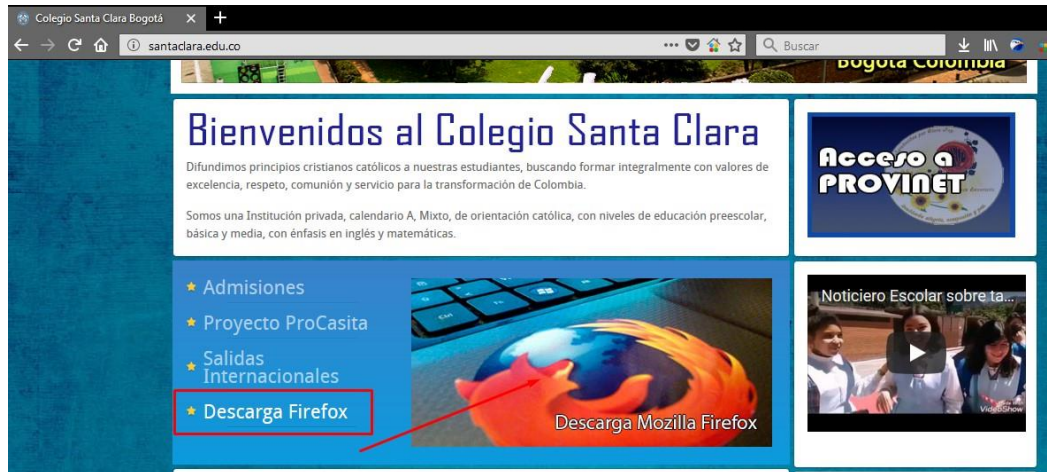 Colegio Santa Clara Bogotá
santaclara.edu.co
Buscar
Bogotá Colombia
Bienvenidos al Colegio Santa Clara
Difundimos principios cristianos católicos a nuestras estudiantes, buscando formar integralmente con valores de
excelencia, respeto, comunión y servicio para la transformación de Colombia.
Somos una Institución privada, calendario A, Mixto, de orientación católica, con niveles de educación preescolar,
básica y media, con énfasis en inglés y matemáticas.
Acceso a
PROVINET
Admisiones
Proyecto ProCasita
Salidas
Internacionales
Descarga Firefox
Descarga Mozilla Firefox
Noticiero Escolar sobre ta...
VideoShow